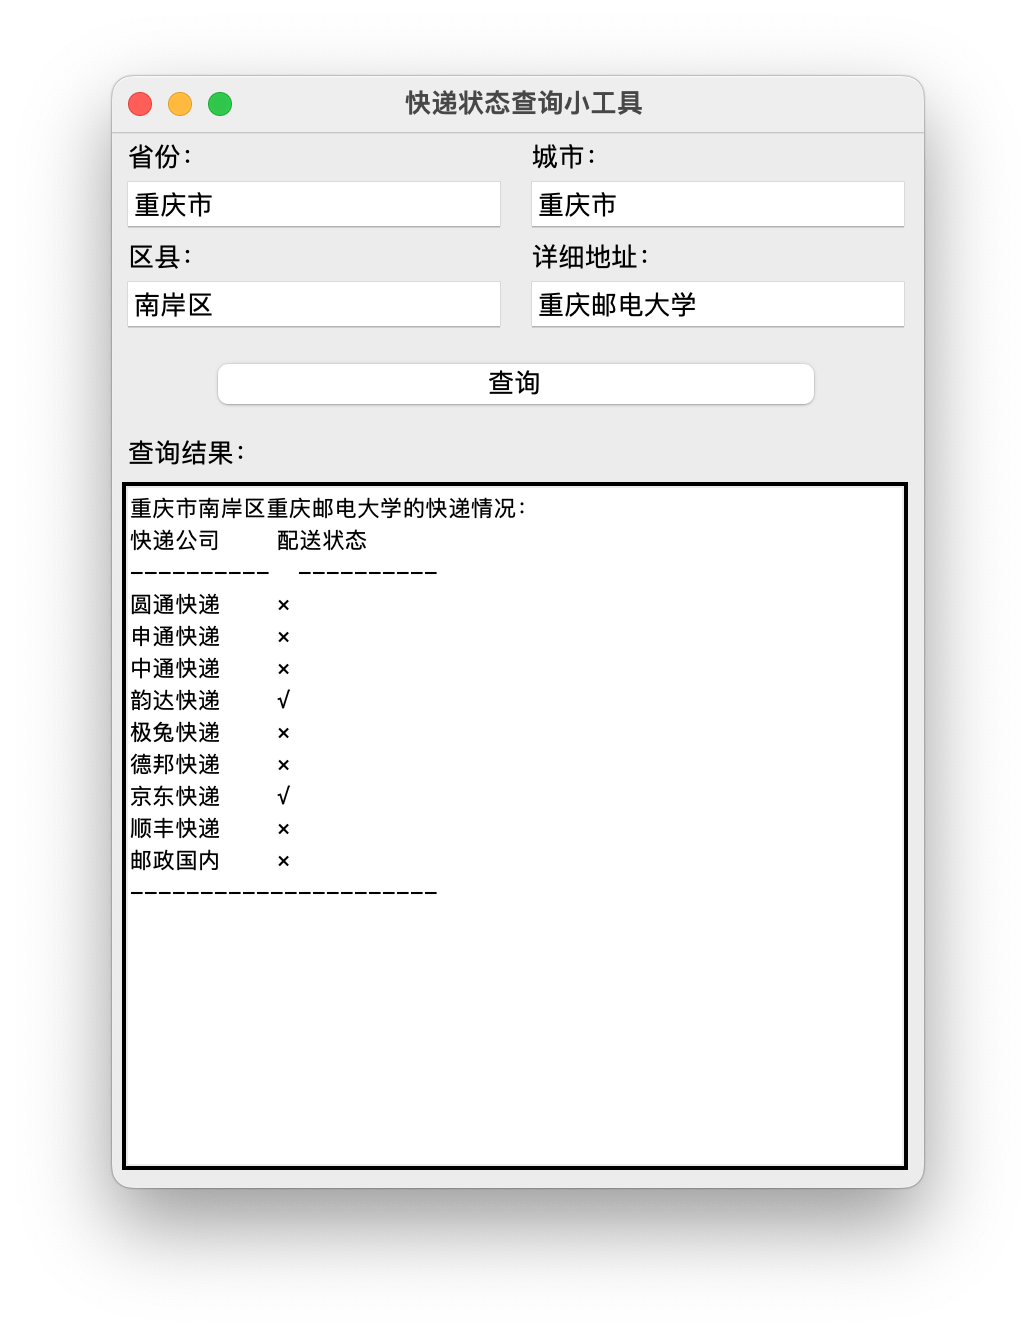 快递状态查询小工具
省份： 城市：
重庆市 重庆市
区县： 详细地址：
南岸区 重庆邮电大学
查询
查询结果：
重庆市南岸区重庆邮电大学的快递情况：
快递公司 配送状态
---------- ----------
圆通快递 ×
申通快递 ×
中通快递 ×
韵达快递 √
极兔快递 ×
德邦快递 ×
京东快递 √
顺丰快递 ×
邮政国内 ×
----------------------